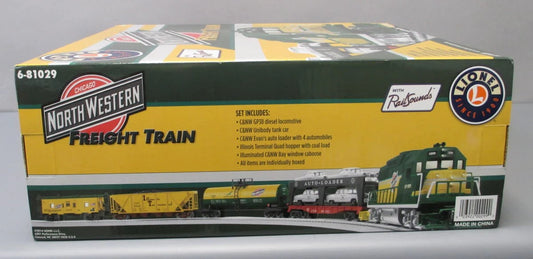 6-81029
CHICAGO
NORTH WESTERN
FREIGHT TRAIN
SET INCLUDES:
• C&NW GP38 diesel locomotive
• C&NW Unibody tank car
• C&NW Evan's auto loader with 4 automobiles
• Illinois Terminal Quad hopper with coal load
• Illuminated C&NW Bay window caboose
• All items are individually boxed
WITH
RailSounds
LIONEL
L
SINCE 1900
AUTO-LOADER
MADE IN CHINA